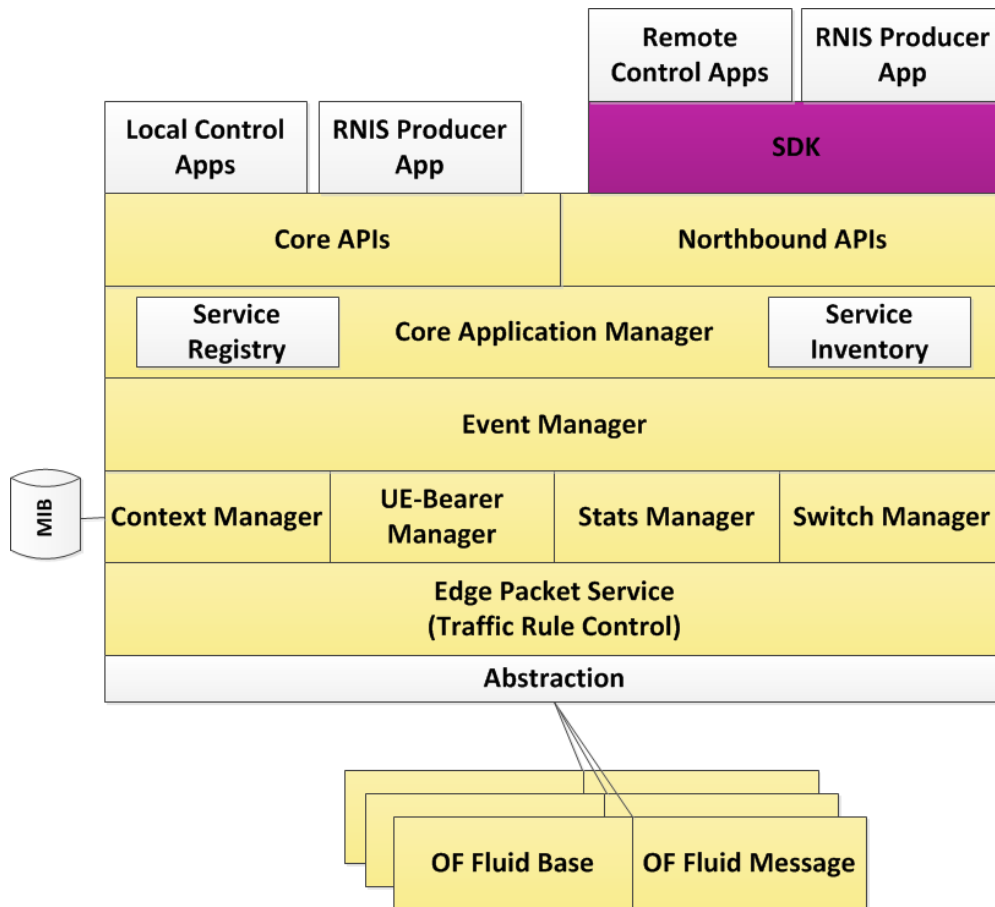 Remote
Control Apps
RNIS Producer
App
Local Control
Apps
RNIS Producer
App
SDK
Core APIs
Northbound APIs
Service
Registry
Core Application Manager
Service
Inventory
Event Manager
MIB
Context Manager
UE-Bearer
Manager
Stats Manager
Switch Manager
Edge Packet Service
(Traffic Rule Control)
Abstraction
OF Fluid Base
OF Fluid Message